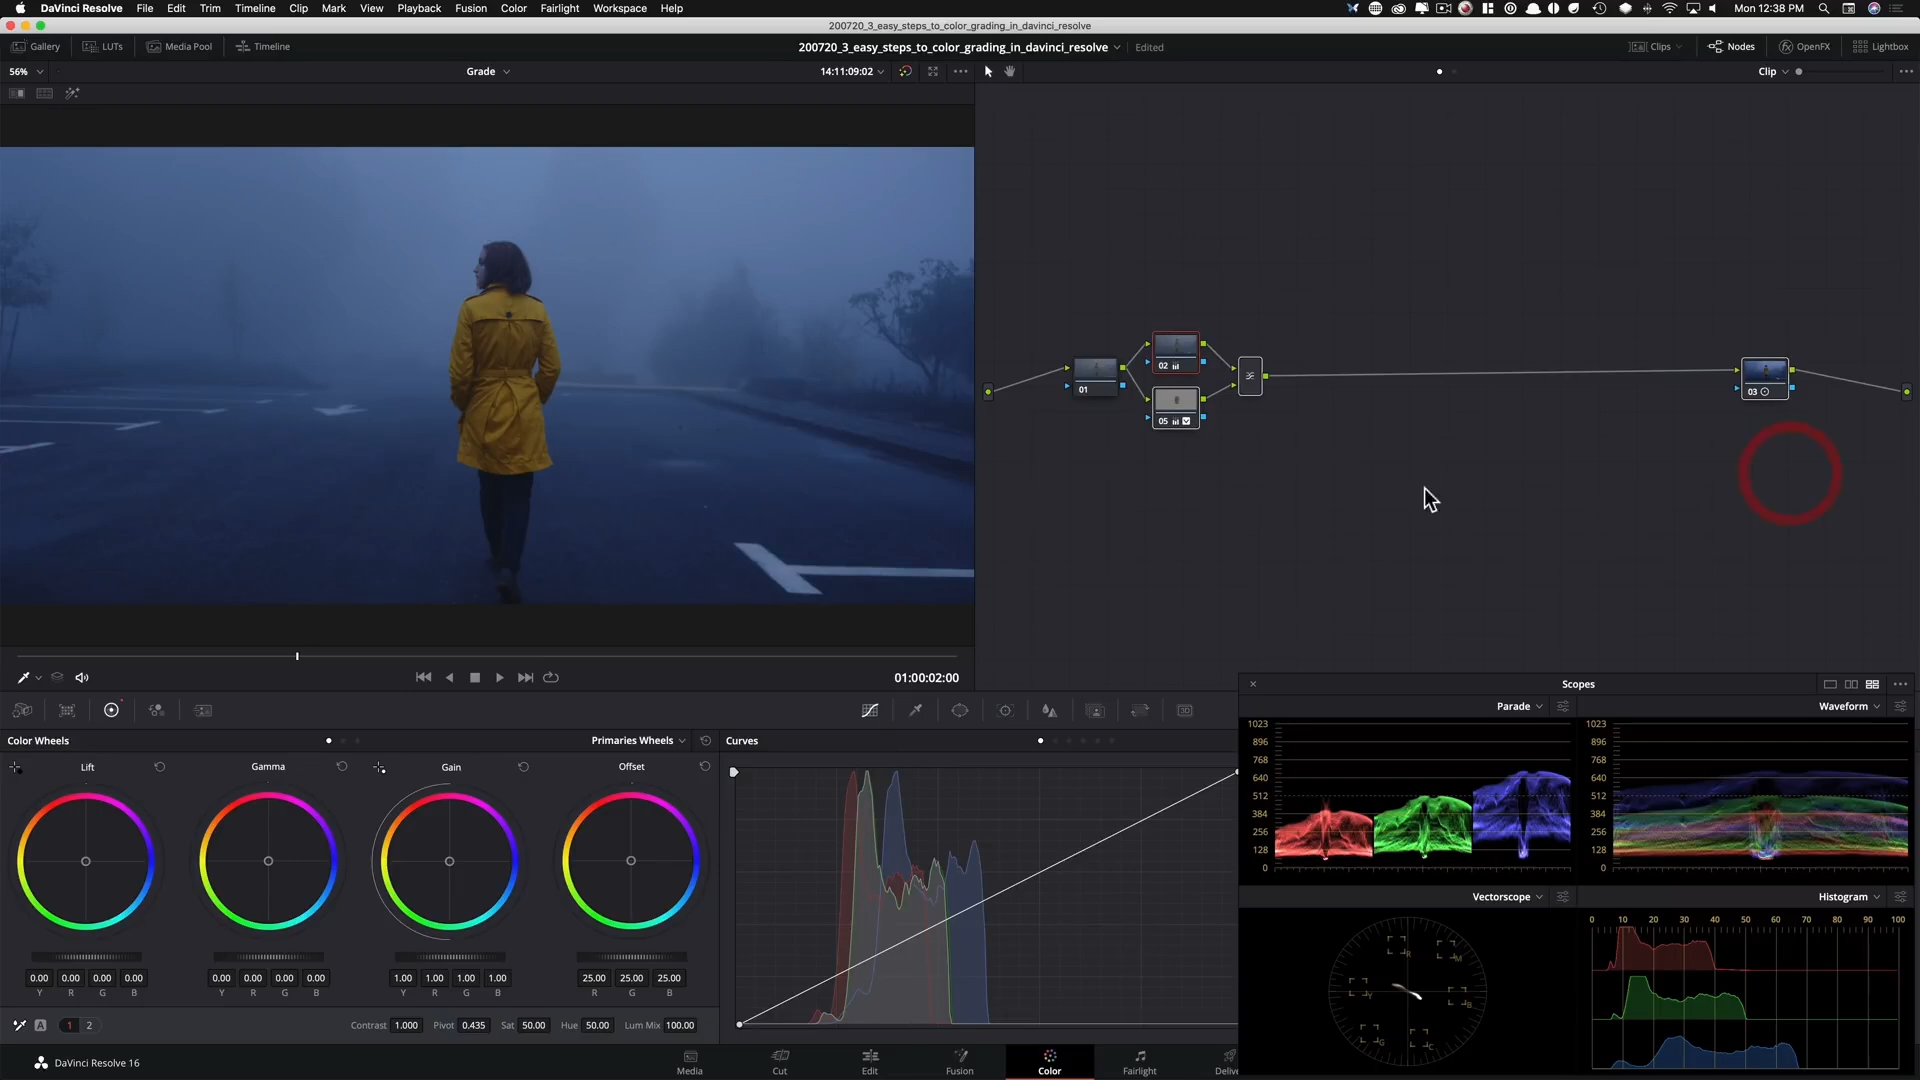 DaVinci Resolve File Edit Trim Timeline Clip Mark View Playback Fusion Color Fairlight Workspace Help Mon 12:38 PM
200720_3_easy_steps_to_color_grading_in_davinci_resolve
Gallery LUTs Media Pool Timeline 200720_3_easy_steps_to_color_grading_in_davinci_resolve Edited Clips Nodes OpenFX Lightbox
56% Grade 14:11:09:02 Clip
02
01
03
05
01:00:02:00
Scopes
Parade Waveform
Color Wheels Primaries Wheels Curves
Lift Gamma Gain Offset
1023 1023
896 896
768 768
640 640
512 512
384 384
256 256
128 128
0 0
Vectorscope Histogram
0 10 20 30 40 50 60 70 80 90 100
R M
Y B
G C
0.00 0.00 0.00 0.00 0.00 0.00 0.00 0.00 1.00 1.00 1.00 1.00 25.00 25.00 25.00
Y R G B Y R G B Y R G B R G B
A 1 2 Contrast 1.000 Pivot 0.435 Sat 50.00 Hue 50.00 Lum Mix 100.00
DaVinci Resolve 16 Media Cut Edit Fusion Color Fairlight